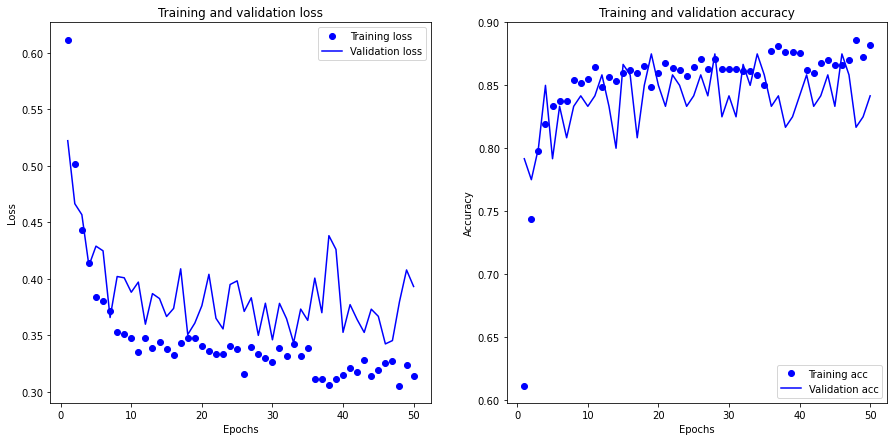 Training and validation loss
Training loss
Validation loss
0.60
0.55
0.50
0.45
0.40
0.35
0.30
Loss
0 10 20 30 40 50
Epochs
Training and validation accuracy
0.90
0.85
0.80
0.75
0.70
0.65
0.60
Accuracy
Training acc
Validation acc
0 10 20 30 40 50
Epochs